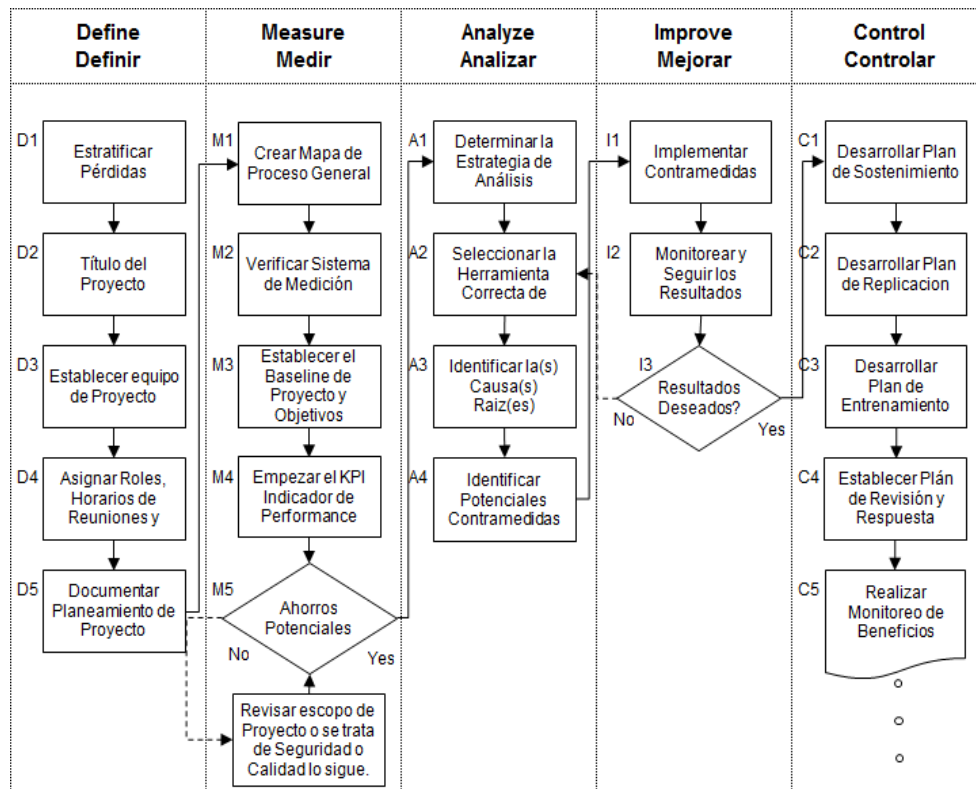 Define
Definir
Measure
Medir
Analyze
Analizar
Improve
Mejorar
Control
Controlar
D1
Estratificar
Pérdidas
D2
Título del
Proyecto
D3
Establecer equipo
de Proyecto
D4
Asignar Roles,
Horarios de
Reuniones y
D5
Documentar
Planeamiento de
Proyecto
M1
Crear Mapa de
Proceso General
M2
Verificar Sistema
de Medición
M3
Establecer el
Baseline de
Proyecto y
Objetivos
M4
Empezar el KPI
Indicador de
Performance
M5
Ahorros
Potenciales
No
Yes
Revisar escopo de
Proyecto o se trata
de Seguridad o
Calidad lo sigue.
A1
Determinar la
Estrategia de
Análisis
A2
Seleccionar la
Herramienta
Correcta de
A3
Identificar la(s)
Causa(s)
Raiz(es)
A4
Identificar
Potenciales
Contramedidas
I1
Implementar
Contramedidas
I2
Monitorear y
Seguir los
Resultados
I3
Resultados
Deseados?
No
Yes
C1
Desarrollar Plan
de Sostenimiento
C2
Desarrollar Plan
de Replicacion
C3
Desarrollar
Plan de
Entrenamiento
C4
Establecer Plán
de Revisión y
Respuesta
C5
Realizar
Monitoreo de
Beneficios